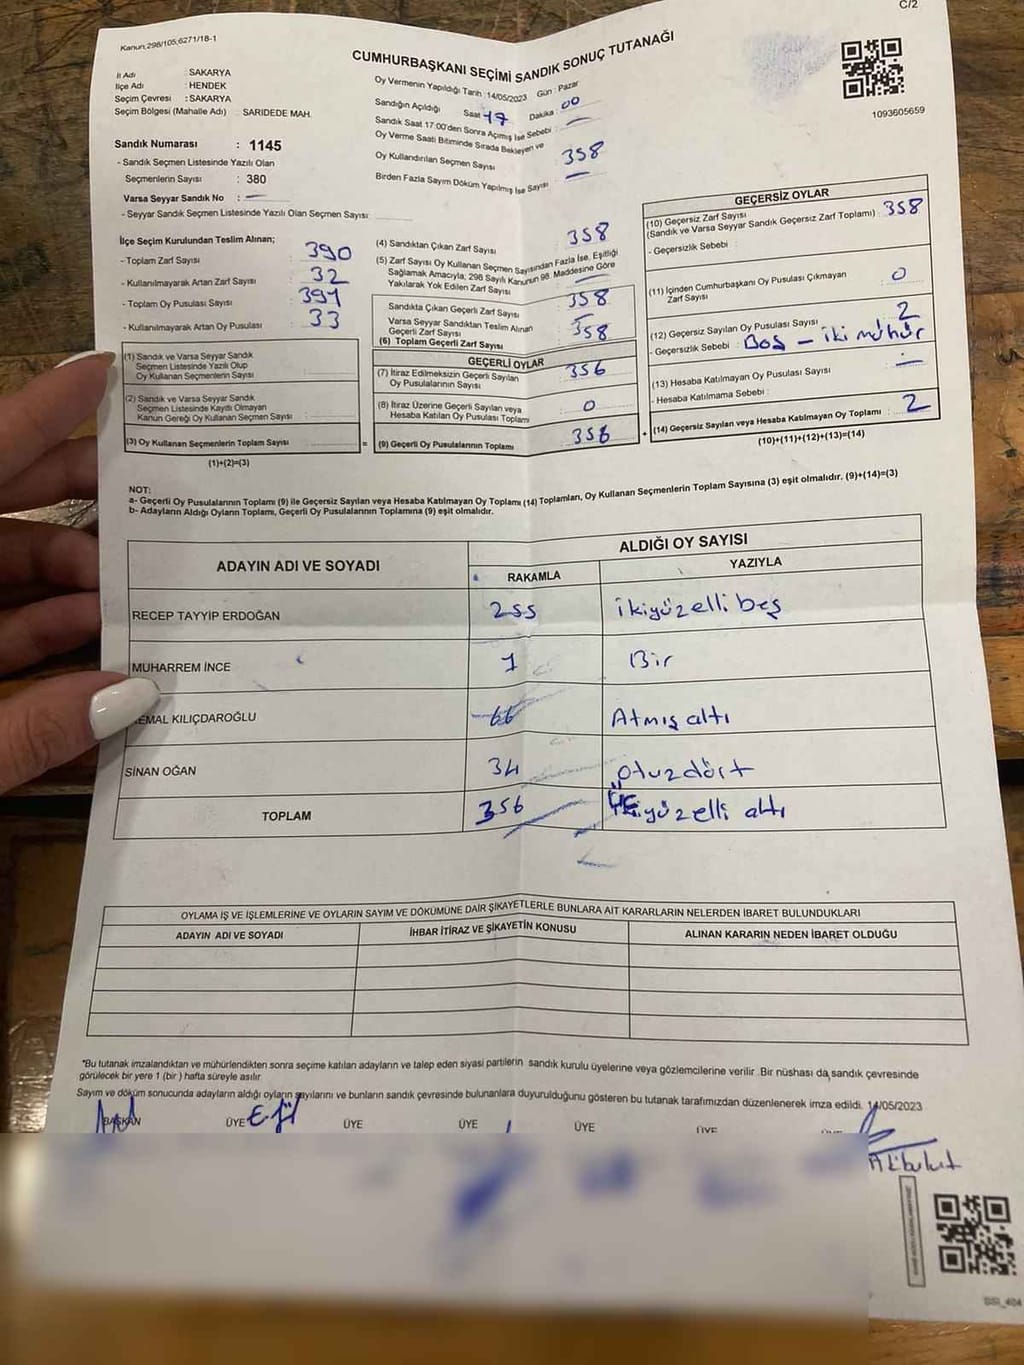 C/2
Kanun,298/105,6271/18-1
CUMHURBAŞKANI SEÇİMİ SANDIK SONUÇ TUTANAĞI
İl Adı : SAKARYA
İlçe Adı : HENDEK
Seçim Çevresi : SAKARYA
Seçim Bölgesi (Mahalle Adı) : SARIDEDE MAH.
Sandık Numarası : 1145
- Sandık Seçmen Listesinde Yazılı Olan
Seçmenlerin Sayısı : 380
Varsa Seyyar Sandık No : —
- Seyyar Sandık Seçmen Listesinde Yazılı Olan Seçmen Sayısı:
Oy Vermenin Yapıldığı Tarih :14/05/2023 Gün : Pazar
Sandığın Açıldığı Saat 17 Dakika : 00
Sandık Saat 17:00'den Sonra Açımış İse Sebebi : —
Oy Verme Saati Bitiminde Sırada Bekleyen ve
Oy Kullandırılan Seçmen Sayısı 358
Birden Fazla Sayım Döküm Yapılmış İse Sayısı —
1093605659
İlçe Seçim Kurulundan Teslim Alınan;
- Toplam Zarf Sayısı 390
- Kullanılmayarak Artan Zarf Sayısı 32
- Toplam Oy Pusulası Sayısı 391
- Kullanılmayarak Artan Oy Pusulası 33
(1) Sandık ve Varsa Seyyar Sandık
Seçmen Listesinde Yazılı Olup
Oy Kullanan Seçmenlerin Sayısı
(2) Sandık ve Varsa Seyyar Sandık
Seçmen Listesinde Kaydı Olmayan
Kanun Gereği Oy Kullanan Seçmen Sayısı :
(3) Oy Kullanan Seçmenlerin Toplam Sayısı =
(1)+(2)=(3)
(4) Sandıktan Çıkan Zarf Sayısı 358
(5) Zarf Sayısı Oy Kullanan Seçmen Sayısından Fazla İse, Eşitliği
Sağlamak Amacıyla; 298 Sayılı Kanunun 98. Maddesine Göre
Yakılarak Yok Edilen Zarf Sayısı —
Sandıkta Çıkan Geçerli Zarf Sayısı 358
Varsa Seyyar Sandıktan Teslim Alınan
Geçerli Zarf Sayısı —
(6) Toplam Geçerli Zarf Sayısı 358
GEÇERLİ OYLAR
(7) İtiraz Edilmeksizin Geçerli Sayılan
Oy Pusulalarının Sayısı 356
(8) İtiraz Üzerine Geçerli Sayılan veya
Hesaba Katılan Oy Pusulası Toplamı 0
(9) Geçerli Oy Pusulalarının Toplamı 356 +
GEÇERSİZ OYLAR
(10) Geçersiz Zarf Sayısı
(Sandık ve Varsa Seyyar Sandık Geçersiz Zarf Toplamı) : 358
- Geçersizlik Sebebi :
(11) İçinden Cumhurbaşkanı Oy Pusulası Çıkmayan
Zarf Sayısı 0
(12) Geçersiz Sayılan Oy Pusulası Sayısı : 2
- Geçersizlik Sebebi : Boş - iki mühür
(13) Hesaba Katılmayan Oy Pusulası Sayısı : —
- Hesaba Katılmama Sebebi :
(14) Geçersiz Sayılan veya Hesaba Katılmayan Oy Toplamı : 2
(10)+(11)+(12)+(13)=(14)
NOT:
a- Geçerli Oy Pusulalarının Toplamı (9) ile Geçersiz Sayılan veya Hesaba Katılmayan Oy Toplamı (14) Toplamları, Oy Kullanan Seçmenlerin Toplam Sayısına (3) eşit olmalıdır. (9)+(14)=(3)
b- Adayların Aldığı Oyların Toplamı, Geçerli Oy Pusulalarının Toplamına (9) eşit olmalıdır.
ADAYIN ADI VE SOYADI ALDIĞI OY SAYISI
RAKAMLA YAZIYLA
RECEP TAYYİP ERDOĞAN 255 ikiyüzelli beş
MUHARREM İNCE 1 Bir
EMAL KILIÇDAROĞLU 66 Atmış altı
SİNAN OĞAN 34 Otuzdört
TOPLAM 356 Üçyüzelli altı
OYLAMA İŞ VE İŞLEMLERİNE VE OYLARIN SAYIM VE DÖKÜMÜNE DAİR ŞİKAYETLERLE BUNLARA AİT KARARLARIN NELERDEN İBARET BULUNDUKLARI
ADAYIN ADI VE SOYADI İHBAR İTİRAZ VE ŞİKAYETİN KONUSU ALINAN KARARIN NEDEN İBARET OLDUĞU
*Bu tutanak imzalandıktan ve mühürlendikten sonra seçime katılan adayların ve talep eden siyasi partilerin sandık kurulu üyelerine veya gözlemcilerine verilir .Bir nüshası da sandık çevresinde
görülecek bir yere 1 (bir ) hafta süreyle asılır.
Sayım ve döküm sonucunda adayların aldığı oyların sayılarını ve bunların sandık çevresinde bulunanlara duyurulduğunu gösteren bu tutanak tarafımızdan düzenlenerek imza edildi. 14/05/2023
BAŞKAN ÜYE ÜYE ÜYE ÜYE ÜYE